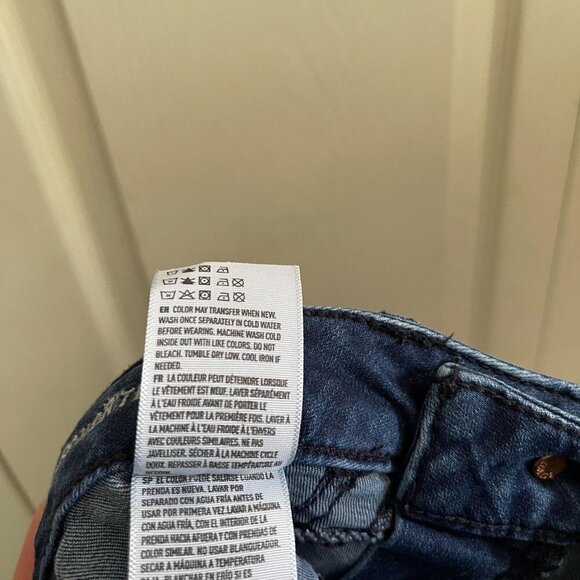 EN COLOR MAY TRANSFER WHEN NEW.
WASH ONCE SEPARATELY IN COLD WATER
BEFORE WEARING. MACHINE WASH COLD
INSIDE OUT WITH LIKE COLORS. DO NOT
BLEACH. TUMBLE DRY LOW. COOL IRON IF
NEEDED.
FR LA COULEUR PEUT DÉTEINDRE LORSQUE
LE VÊTEMENT EST NEUF. LAVER SÉPARÉMENT
À L'EAU FROIDE AVANT DE PORTER LE
VÊTEMENT POUR LA PREMIÈRE FOIS. LAVER À
LA MACHINE À L'EAU FROIDE À L'ENVERS
AVEC COULEURS SIMILAIRES. NE PAS
JAVELLISER. SÉCHER À LA MACHINE CYCLE
DOUX. REPASSER À BASSE TEMPÉRATURE AU
SP EL COLOR PUEDE SALIRSE CUANDO LA
PRENDA ES NUEVA. LAVAR POR
SEPARADO CON AGUA FRÍA ANTES DE
USAR POR PRIMERA VEZ LAVAR A MÁQUINA
CON AGUA FRÍA, CON EL INTERIOR DE LA
PRENDA HACIA AFUERA Y CON PRENDAS DE
COLOR SIMILAR. NO USAR BLANQUEADOR.
SECAR A MÁQUINA A TEMPERATURA
BAJA. PLANCHAR EN FRÍO SI ES